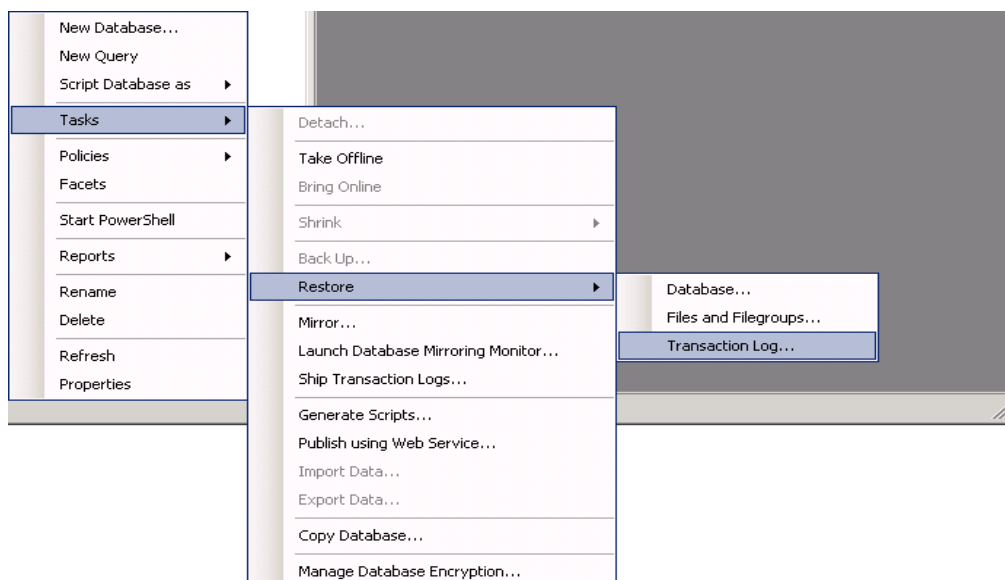 New Database...
New Query
Script Database as
Tasks
Policies
Facets
Start PowerShell
Reports
Rename
Delete
Refresh
Properties
Detach...
Take Offline
Bring Online
Shrink
Back Up...
Restore
Mirror...
Launch Database Mirroring Monitor...
Ship Transaction Logs...
Generate Scripts...
Publish using Web Service...
Import Data...
Export Data...
Copy Database...
Manage Database Encryption...
Database...
Files and Filegroups...
Transaction Log...